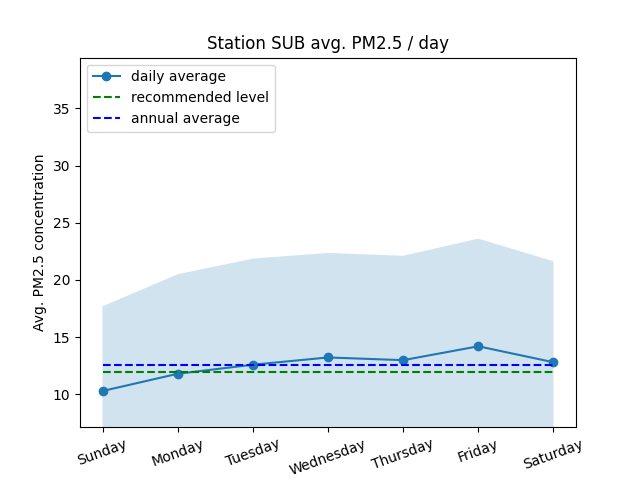 Station SUB avg. PM2.5 / day
daily average
recommended level
annual average
Avg. PM2.5 concentration
35
30
25
20
15
10
Sunday
Monday
Tuesday
Wednesday
Thursday
Friday
Saturday